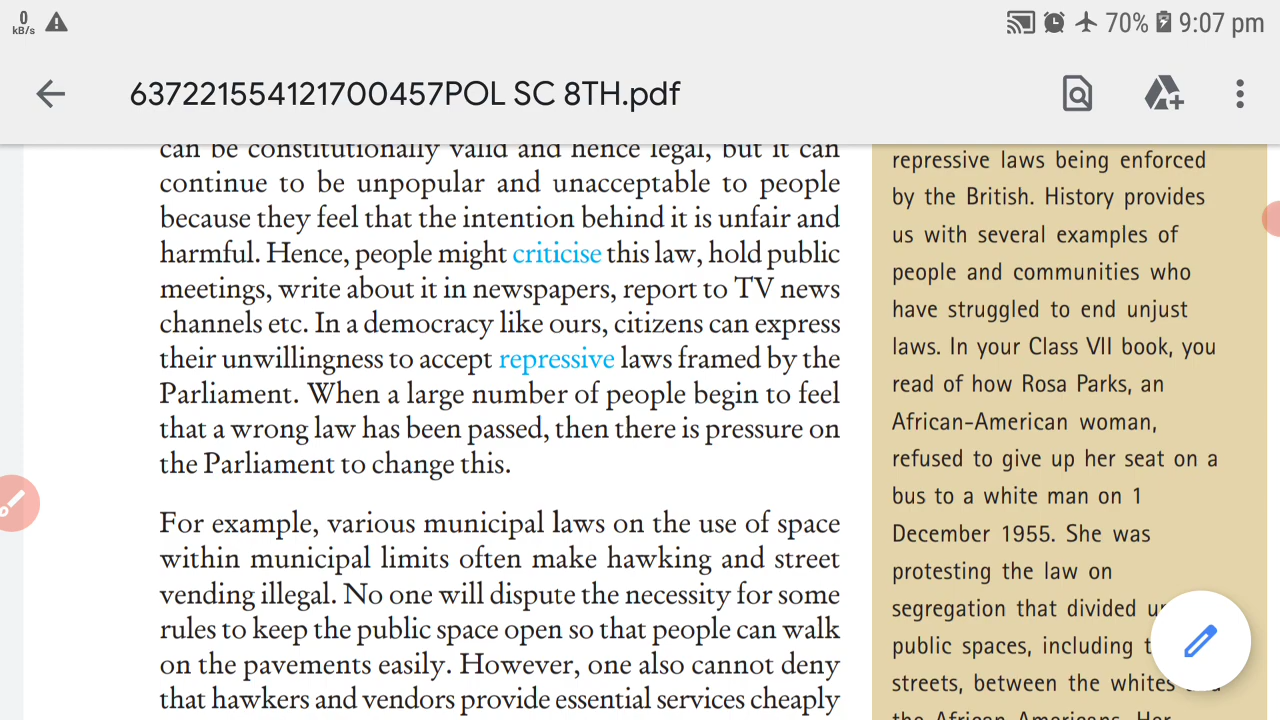 0
kB/s
70% 9:07 pm
637221554121700457POL SC 8TH.pdf
can be constitutionally valid and hence legal, but it can
continue to be unpopular and unacceptable to people
because they feel that the intention behind it is unfair and
harmful. Hence, people might criticise this law, hold public
meetings, write about it in newspapers, report to TV news
channels etc. In a democracy like ours, citizens can express
their unwillingness to accept repressive laws framed by the
Parliament. When a large number of people begin to feel
that a wrong law has been passed, then there is pressure on
the Parliament to change this.
For example, various municipal laws on the use of space
within municipal limits often make hawking and street
vending illegal. No one will dispute the necessity for some
rules to keep the public space open so that people can walk
on the pavements easily. However, one also cannot deny
that hawkers and vendors provide essential services cheaply
repressive laws being enforced
by the British. History provides
us with several examples of
people and communities who
have struggled to end unjust
laws. In your Class VII book, you
read of how Rosa Parks, an
African-American woman,
refused to give up her seat on a
bus to a white man on 1
December 1955. She was
protesting the law on
segregation that divided
public spaces, including
streets, between the whites
the African Americans. Her